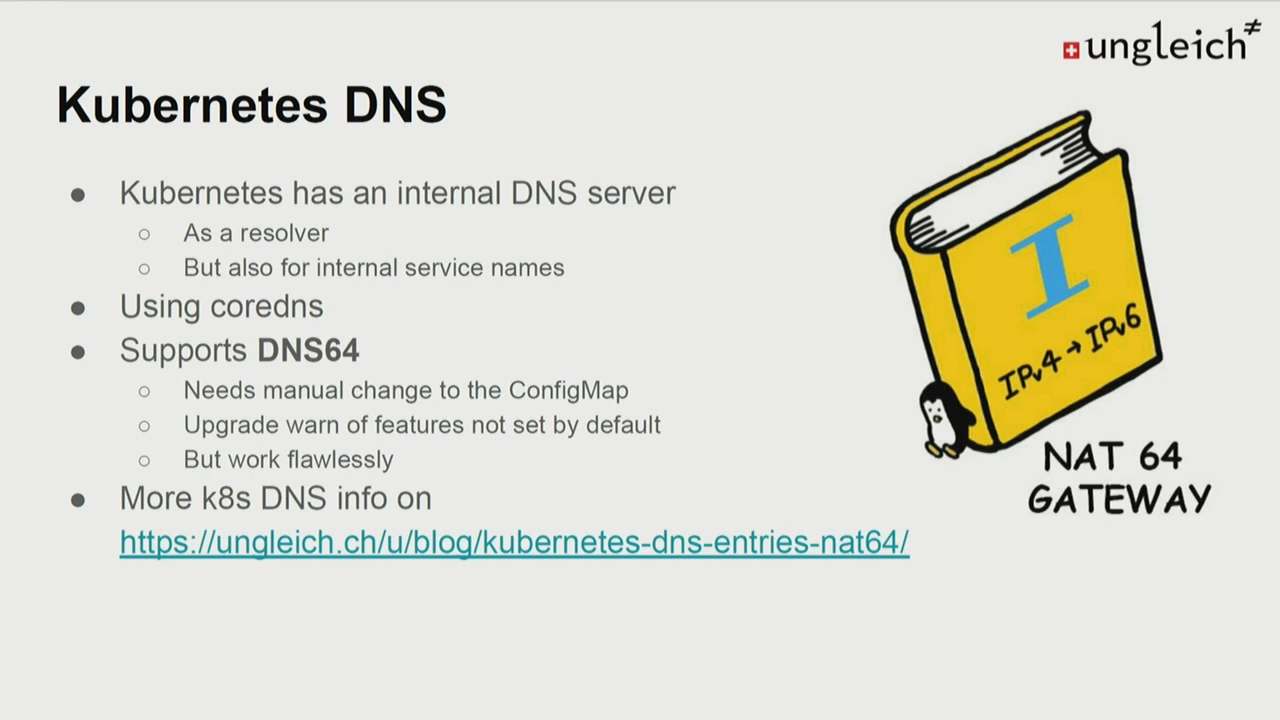 ungleich≠
Kubernetes DNS
● Kubernetes has an internal DNS server
○ As a resolver
○ But also for internal service names
● Using coredns
● Supports DNS64
○ Needs manual change to the ConfigMap
○ Upgrade warn of features not set by default
○ But work flawlessly
● More k8s DNS info on
https://ungleich.ch/u/blog/kubernetes-dns-entries-nat64/
I
IPv4→IPv6
NAT 64
GATEWAY